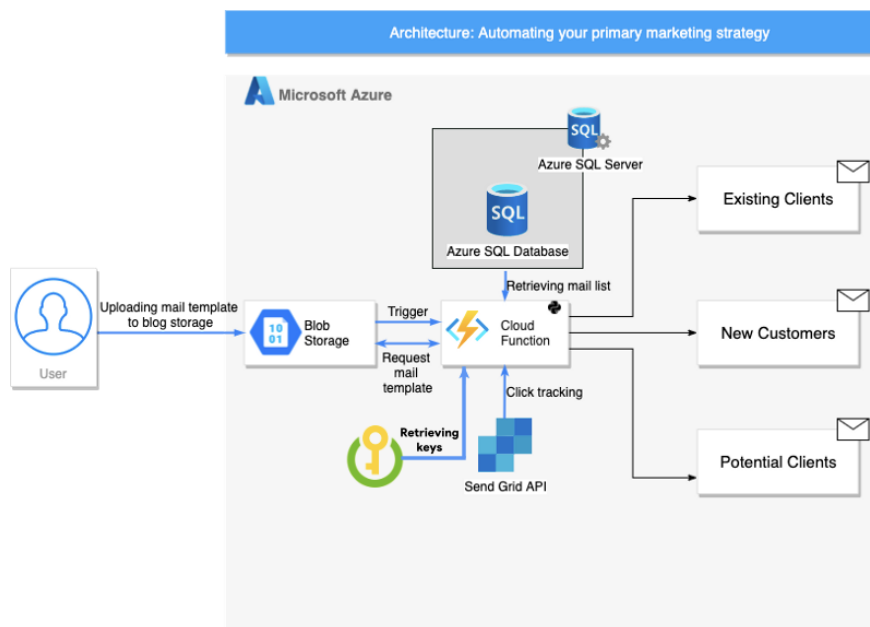 Architecture: Automating your primary marketing strategy
Microsoft Azure
SQL
Azure SQL Server
SQL
Azure SQL Database
Existing Clients
Retrieving mail list
Uploading mail template
to blog storage
User
10
01
Blob
Storage
Trigger
Request
mail
template
Cloud
Function
New Customers
Click tracking
Retrieving
keys
Send Grid API
Potential Clients